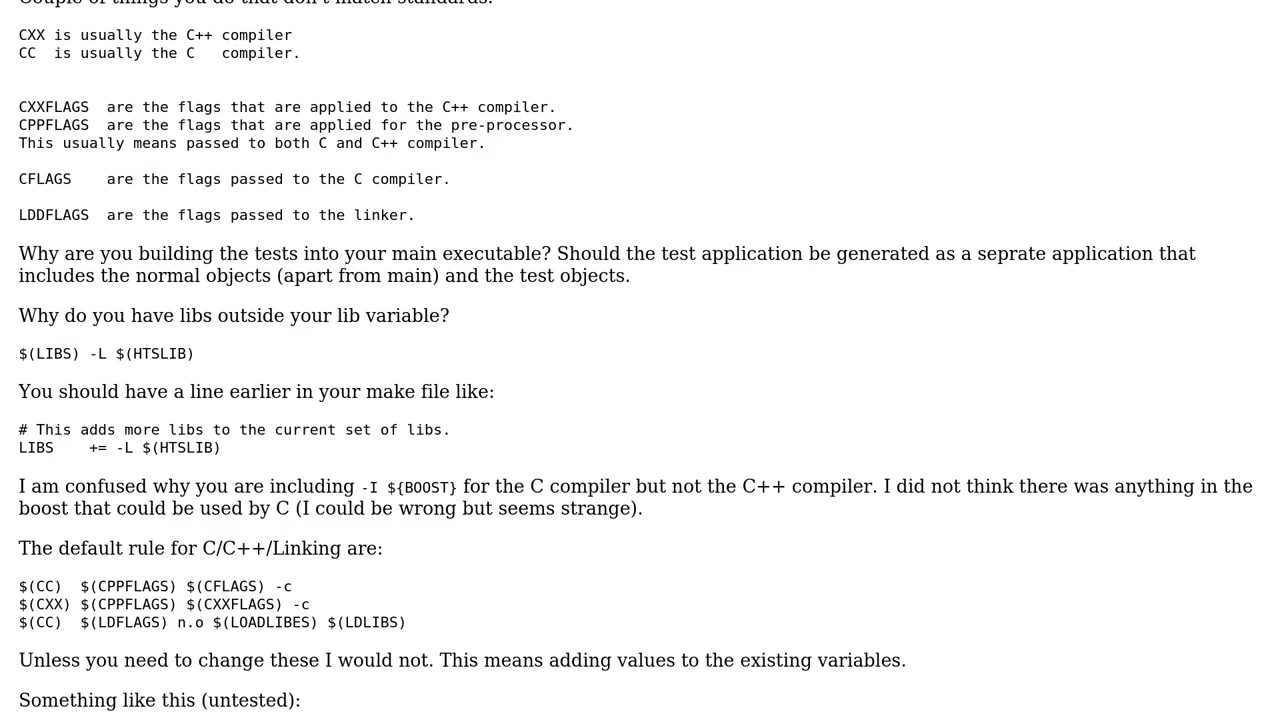 Couple of things you do that don't match standards.
CXX is usually the C++ compiler
CC  is usually the C   compiler.
CXXFLAGS  are the flags that are applied to the C++ compiler.
CPPFLAGS  are the flags that are applied for the pre-processor.
This usually means passed to both C and C++ compiler.
CFLAGS    are the flags passed to the C compiler.
LDDFLAGS  are the flags passed to the linker.
Why are you building the tests into your main executable? Should the test application be generated as a seprate application that
includes the normal objects (apart from main) and the test objects.
Why do you have libs outside your lib variable?
$(LIBS) -L $(HTSLIB)
You should have a line earlier in your make file like:
# This adds more libs to the current set of libs.
LIBS    += -L $(HTSLIB)
I am confused why you are including -I ${BOOST} for the C compiler but not the C++ compiler. I did not think there was anything in the
boost that could be used by C (I could be wrong but seems strange).
The default rule for C/C++/Linking are:
$(CC)  $(CPPFLAGS) $(CFLAGS) -c
$(CXX) $(CPPFLAGS) $(CXXFLAGS) -c
$(CC)  $(LDFLAGS) n.o $(LOADLIBES) $(LDLIBS)
Unless you need to change these I would not. This means adding values to the existing variables.
Something like this (untested):